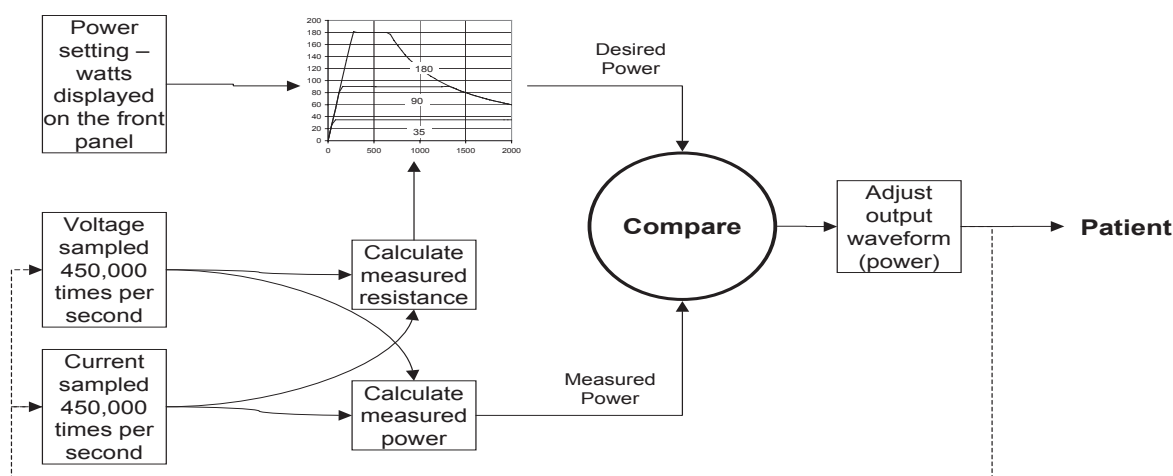 Power
setting –
watts
displayed
on the front
panel
200
180
160
140
120
100
80
60
40
20
0
180
90
35
0
500
1000
1500
2000
Desired
Power
Voltage
sampled
450,000
times per
second
Calculate
measured
resistance
Compare
Adjust
output
waveform
(power)
Patient
Current
sampled
450,000
times per
second
Calculate
measured
power
Measured
Power